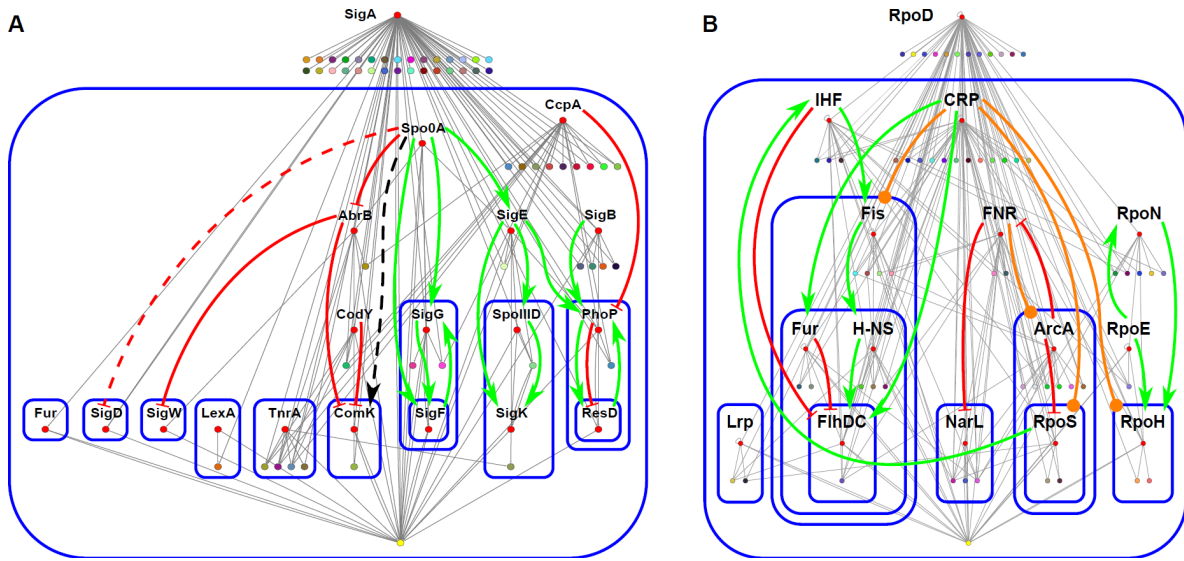 A
SigA
CcpA
Spo0A
AbrB
SigE
SigB
CodY
SigG
SpoIIID
PhoP
Fur
SigD
SigW
LexA
TnrA
ComK
SigF
SigK
ResD
B
RpoD
IHF
CRP
Fis
FNR
RpoN
Fur
H-NS
ArcA
RpoE
Lrp
FlhDC
NarL
RpoS
RpoH